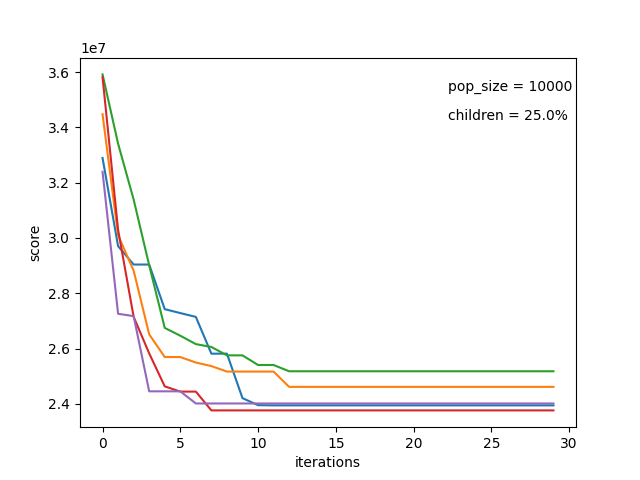 1e7
3.6
pop_size = 10000
children = 25.0%
3.4
3.2
3.0
2.8
2.6
2.4
score
0 5 10 15 20 25 30
iterations